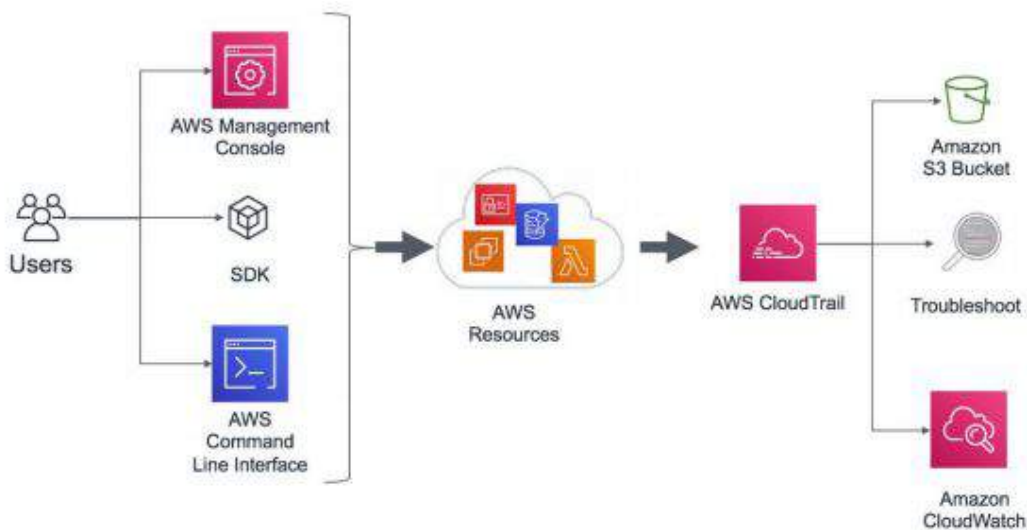 Users
AWS Management
Console
SDK
AWS
Command
Line Interface
AWS
Resources
AWS CloudTrail
Amazon
S3 Bucket
Troubleshoot
Amazon
CloudWatch